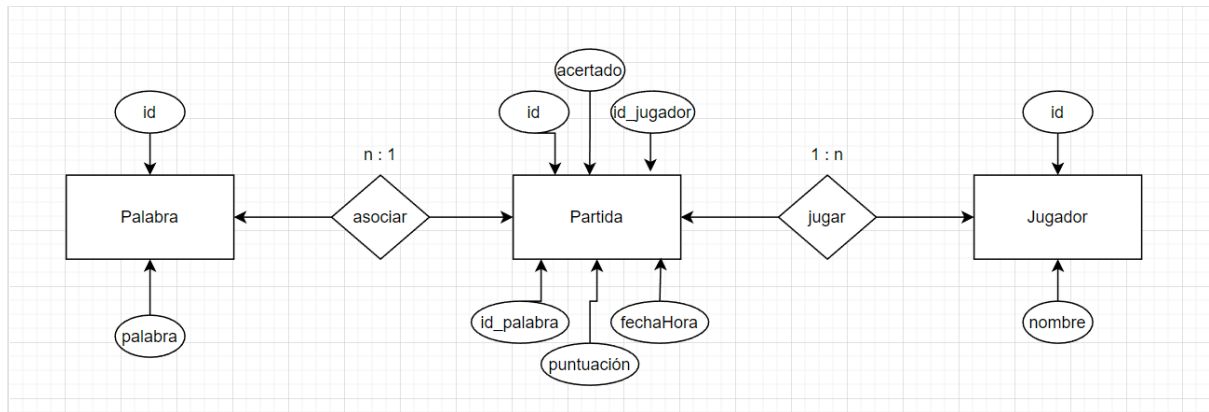 acertado
id
id
id_jugador
id
n : 1
1 : n
Palabra
asociar
Partida
jugar
Jugador
palabra
id_palabra
fechaHora
nombre
puntuación